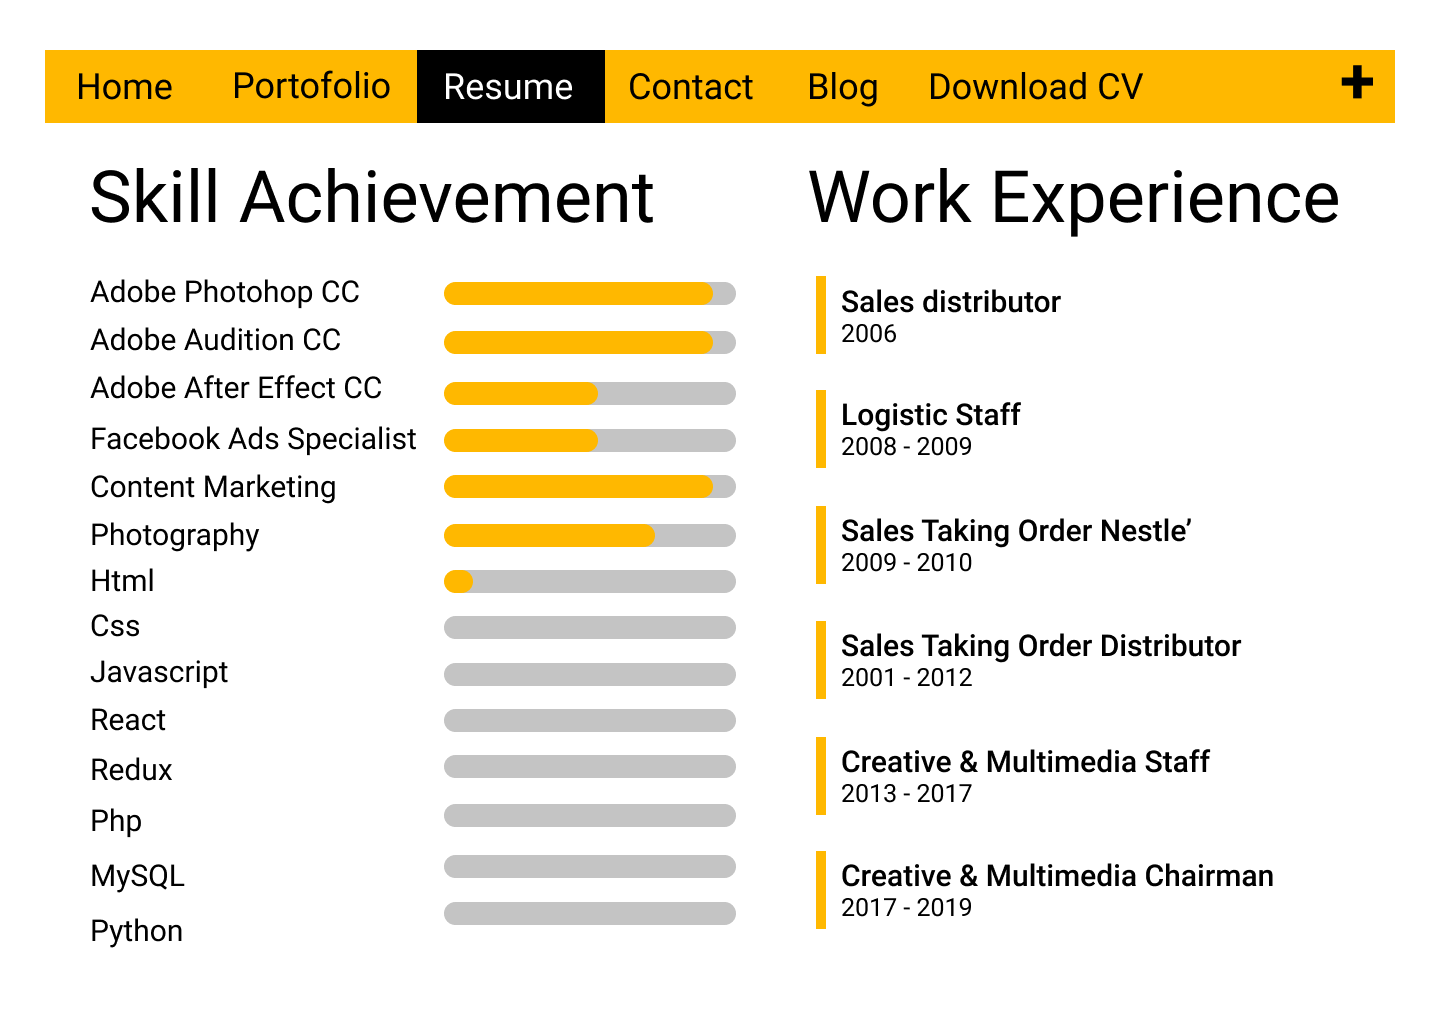 Home Portofolio Resume Contact Blog Download CV
Skill Achievement
Adobe Photohop CC
Adobe Audition CC
Adobe After Effect CC
Facebook Ads Specialist
Content Marketing
Photography
Html
Css
Javascript
React
Redux
Php
MySQL
Python
Work Experience
Sales distributor
2006
Logistic Staff
2008 - 2009
Sales Taking Order Nestle’
2009 - 2010
Sales Taking Order Distributor
2001 - 2012
Creative & Multimedia Staff
2013 - 2017
Creative & Multimedia Chairman
2017 - 2019